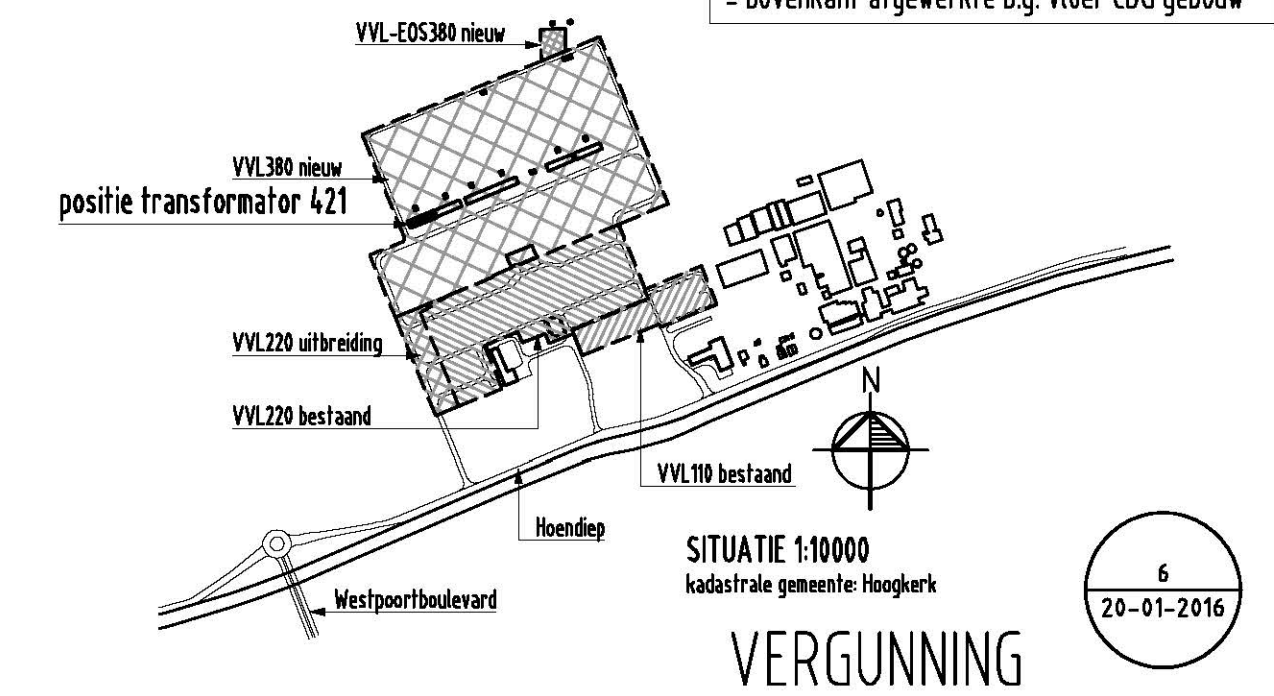 VVL-EOS380 nieuw
VVL380 nieuw
positie transformator 421
VVL220 uitbreiding
VVL220 bestaand
VVL110 bestaand
N
Hoendiep
Westpoortboulevard
SITUATIE 1:10000
kadastrale gemeente: Hoogkerk
6
20-01-2016
VERGUNNING